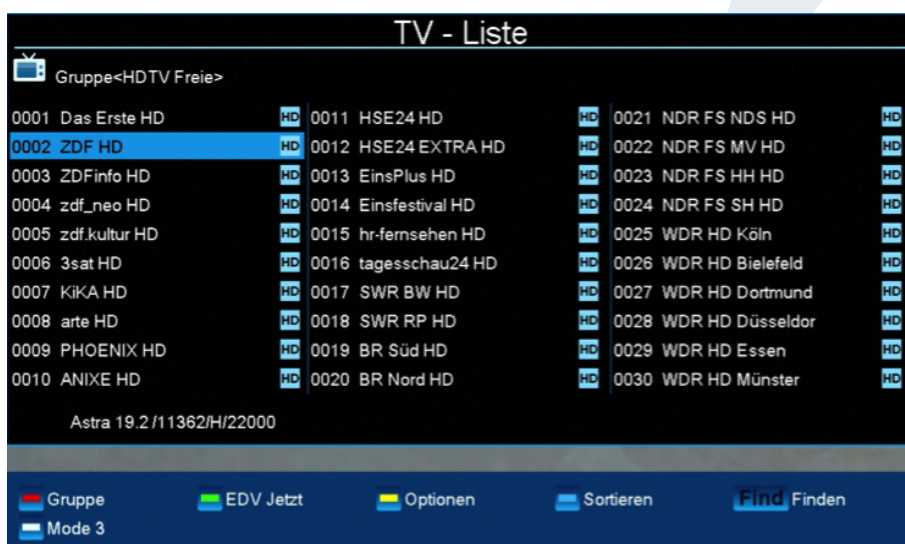 TV - Liste
Gruppe<HDTV Freie>
0001 Das Erste HD HD 0011 HSE24 HD HD 0021 NDR FS NDS HD HD
0002 ZDF HD HD 0012 HSE24 EXTRA HD HD 0022 NDR FS MV HD HD
0003 ZDFinfo HD HD 0013 EinsPlus HD HD 0023 NDR FS HH HD HD
0004 zdf_neo HD HD 0014 Einsfestival HD HD 0024 NDR FS SH HD HD
0005 zdf.kultur HD HD 0015 hr-fernsehen HD HD 0025 WDR HD Köln HD
0006 3sat HD HD 0016 tagesschau24 HD HD 0026 WDR HD Bielefeld HD
0007 KiKA HD HD 0017 SWR BW HD HD 0027 WDR HD Dortmund HD
0008 arte HD HD 0018 SWR RP HD HD 0028 WDR HD Düsseldor HD
0009 PHOENIX HD HD 0019 BR Süd HD HD 0029 WDR HD Essen HD
0010 ANIXE HD HD 0020 BR Nord HD HD 0030 WDR HD Münster HD
Astra 19.2 /11362/H/22000
Gruppe EDV Jetzt Optionen Sortieren Find Finden
Mode 3